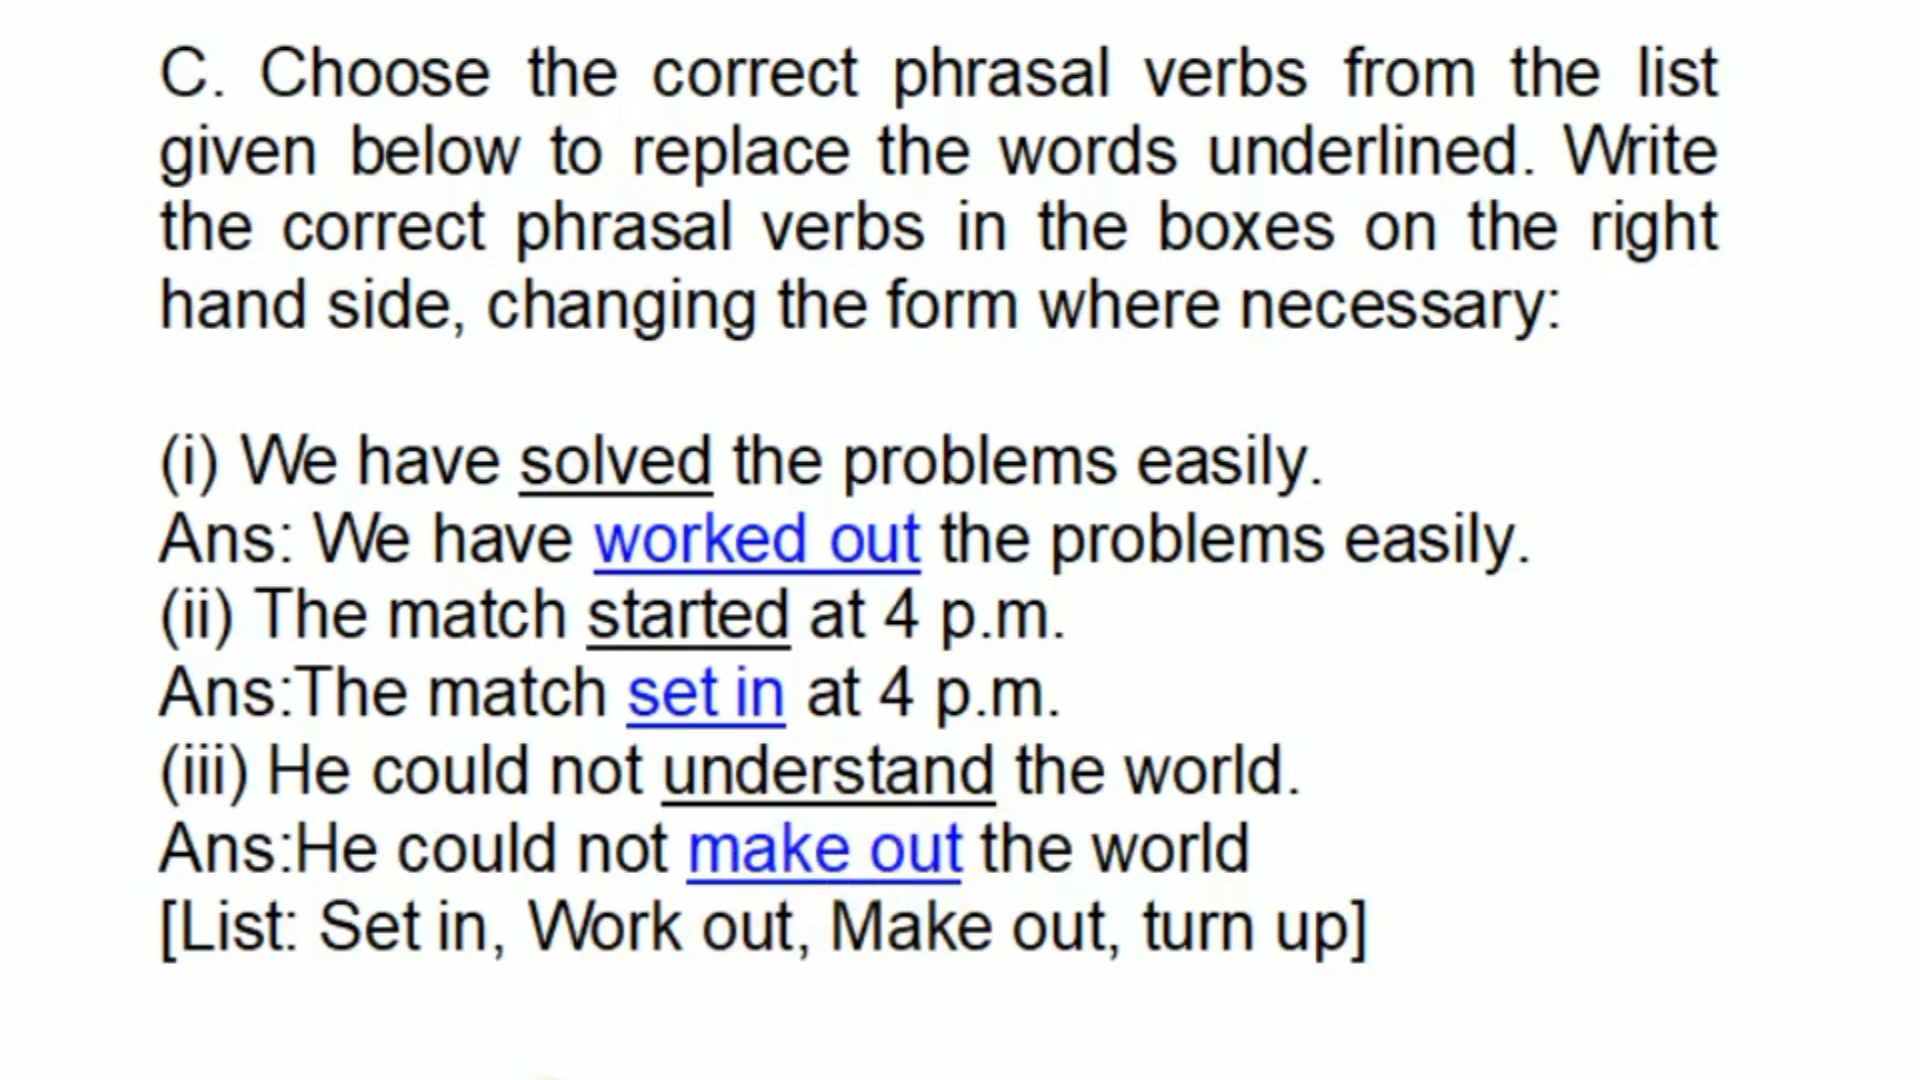 C. Choose the correct phrasal verbs from the list
given below to replace the words underlined. Write
the correct phrasal verbs in the boxes on the right
hand side, changing the form where necessary:
(i) We have solved the problems easily.
Ans: We have worked out the problems easily.
(ii) The match started at 4 p.m.
Ans:The match set in at 4 p.m.
(iii) He could not understand the world.
Ans:He could not make out the world
[List: Set in, Work out, Make out, turn up]